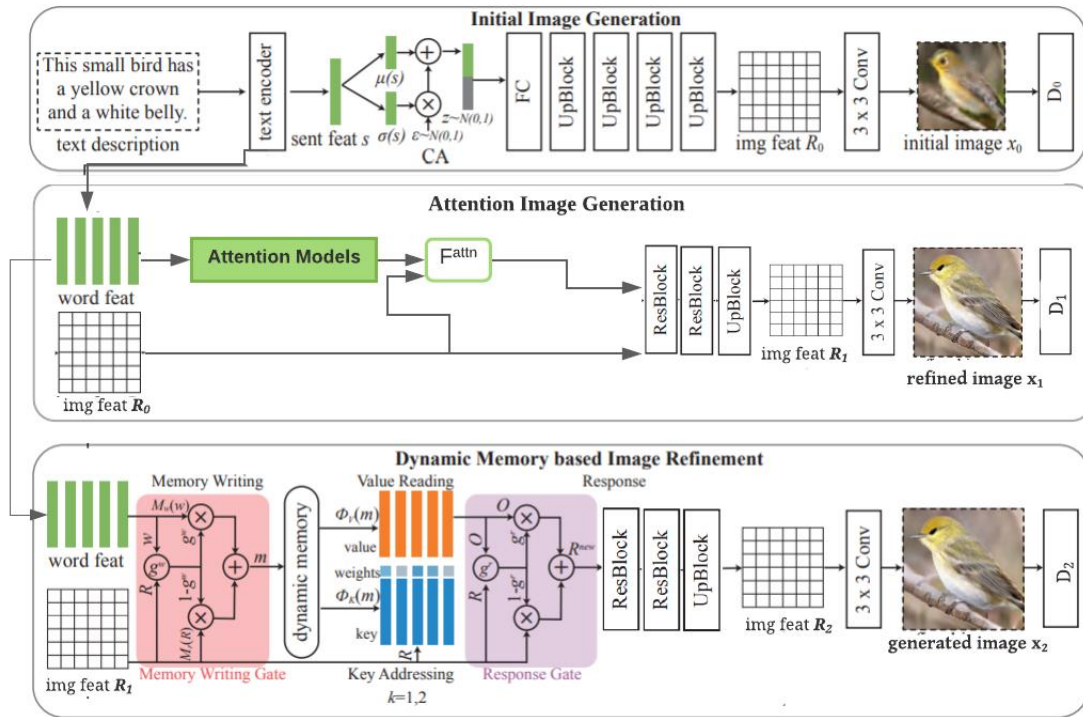 Initial Image Generation
This small bird has
a yellow crown
and a white belly.
text description
text encoder
sent feat s
μ(s)
σ(s)
ε~N(0,1)
z~N(0,1)
CA
FC
UpBlock
UpBlock
UpBlock
UpBlock
img feat R0
3 x 3 Conv
initial image x0
D0
Attention Image Generation
word feat
Attention Models
Fattn
img feat R0
ResBlock
ResBlock
UpBlock
img feat R1
3 x 3 Conv
refined image x1
D1
Dynamic Memory based Image Refinement
word feat
img feat R1
Memory Writing
Mw(w)
w
gw
gw
R
1-gw
Mr(R)
m
Memory Writing Gate
dynamic memory
Value Reading
ΦV(m)
value
weights
ΦK(m)
key
R
Key Addressing
k=1,2
Response
O
O
gr
gr
R
1-gr
Rnew
Response Gate
ResBlock
ResBlock
UpBlock
img feat R2
3 x 3 Conv
generated image x2
D2